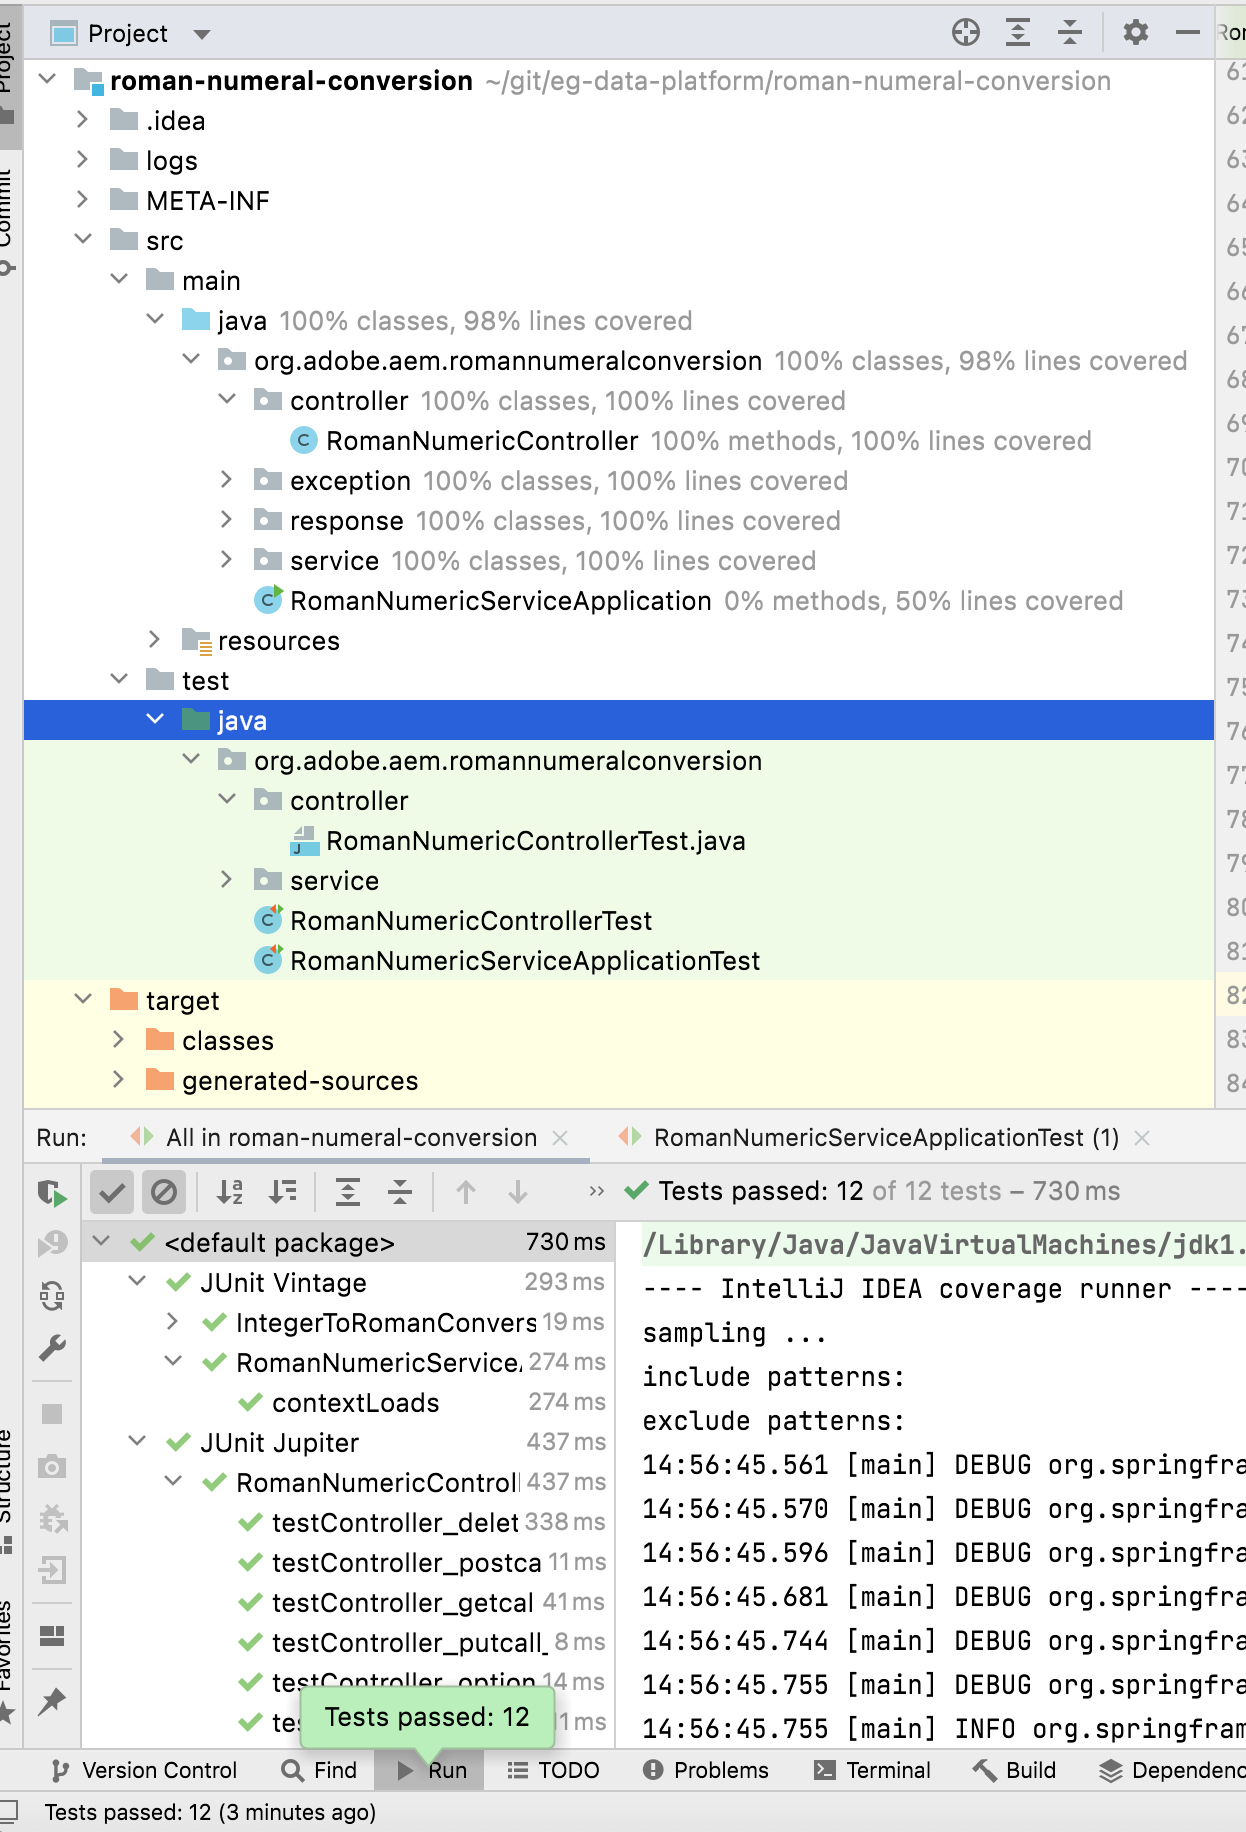 Project
Project
Commit
Structure
Favorites
roman-numeral-conversion ~/git/eg-data-platform/roman-numeral-conversion
.idea
logs
META-INF
src
main
java 100% classes, 98% lines covered
org.adobe.aem.romannumeralconversion 100% classes, 98% lines covered
controller 100% classes, 100% lines covered
C RomanNumericController 100% methods, 100% lines covered
exception 100% classes, 100% lines covered
response 100% classes, 100% lines covered
service 100% classes, 100% lines covered
C RomanNumericServiceApplication 0% methods, 50% lines covered
resources
test
java
org.adobe.aem.romannumeralconversion
controller
J RomanNumericControllerTest.java
service
C RomanNumericControllerTest
C RomanNumericServiceApplicationTest
target
classes
generated-sources
70
80
Run: All in roman-numeral-conversion RomanNumericServiceApplicationTest (1)
Tests passed: 12 of 12 tests – 730 ms
<default package> 730 ms
JUnit Vintage 293 ms
IntegerToRomanConvers 19 ms
RomanNumericService 274 ms
contextLoads 274 ms
JUnit Jupiter 437 ms
RomanNumericControl 437 ms
testController_delet 338 ms
testController_postca 11 ms
testController_getcal 41 ms
testController_putcall_ 8 ms
testController_option 14 ms
te
/Library/Java/JavaVirtualMachines/jdk1.
---- IntelliJ IDEA coverage runner ----
sampling ...
include patterns:
exclude patterns:
14:56:45.561 [main] DEBUG org.springfra
14:56:45.570 [main] DEBUG org.springfra
14:56:45.596 [main] DEBUG org.springfra
14:56:45.681 [main] DEBUG org.springfra
14:56:45.744 [main] DEBUG org.springfra
14:56:45.755 [main] DEBUG org.springfra
14:56:45.755 [main] INFO org.springfram
Tests passed: 12
Version Control Find Run TODO Problems Terminal Build Dependenc
Tests passed: 12 (3 minutes ago)